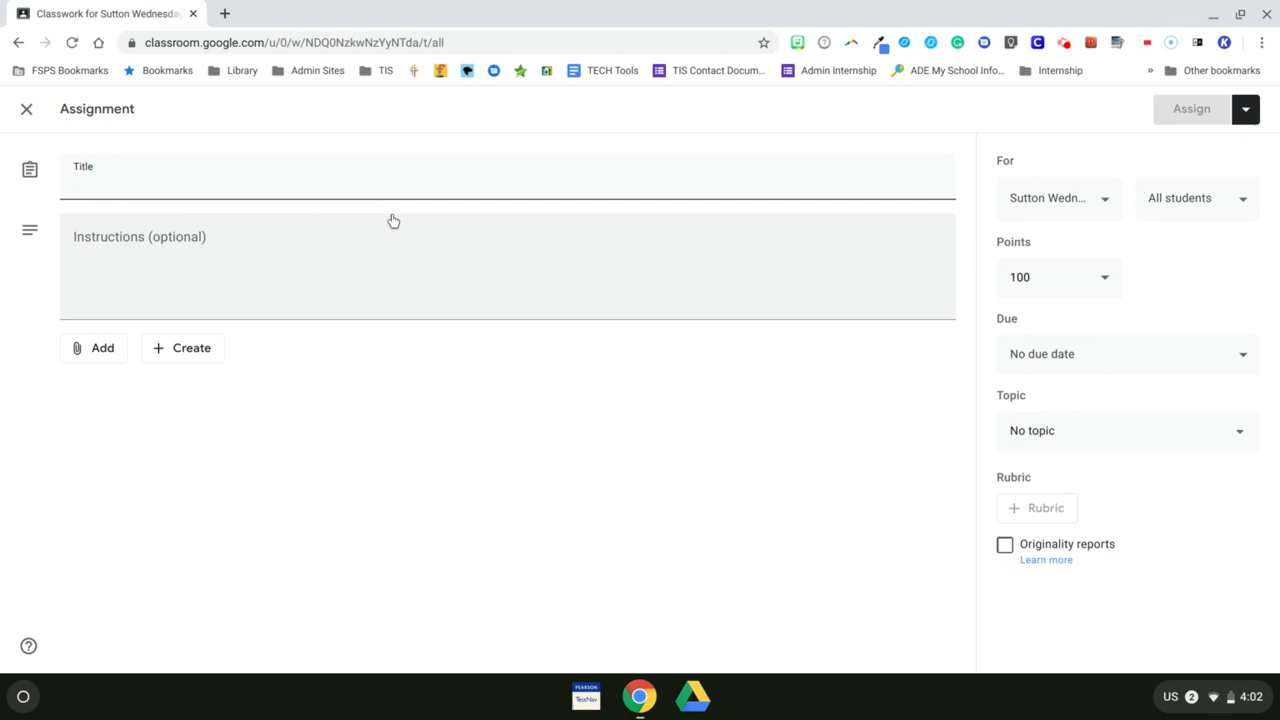 Classwork for Sutton Wednesda
classroom.google.com/u/0/w/NDQ0NzkwNzYyNTda/t/all
FSPS Bookmarks
Bookmarks
Library
Admin Sites
TIS
TECH Tools
TIS Contact Docum...
Admin Internship
ADE My School Info...
Internship
»
Other bookmarks
Assignment
Assign
Title
Instructions (optional)
Add
+ Create
For
Sutton Wedn...
All students
Points
100
Due
No due date
Topic
No topic
Rubric
+ Rubric
Originality reports
Learn more
PEARSON
TestNav
US 2 4:02